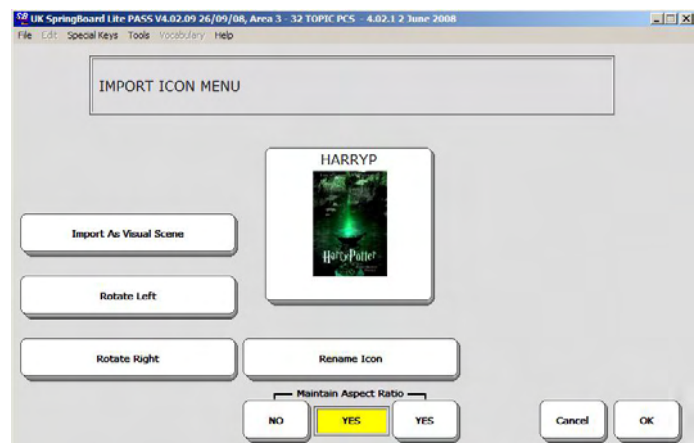 UK SpringBoard Lite PASS V4.02.09 26/09/08, Area 3 - 32 TOPIC PCS - 4.02.1 2 June 2008
File Edit Special Keys Tools Vocabulary Help
IMPORT ICON MENU
HARRYP
Harry Potter
Import As Visual Scene
Rotate Left
Rotate Right
Rename Icon
Maintain Aspect Ratio
NO YES YES
Cancel OK